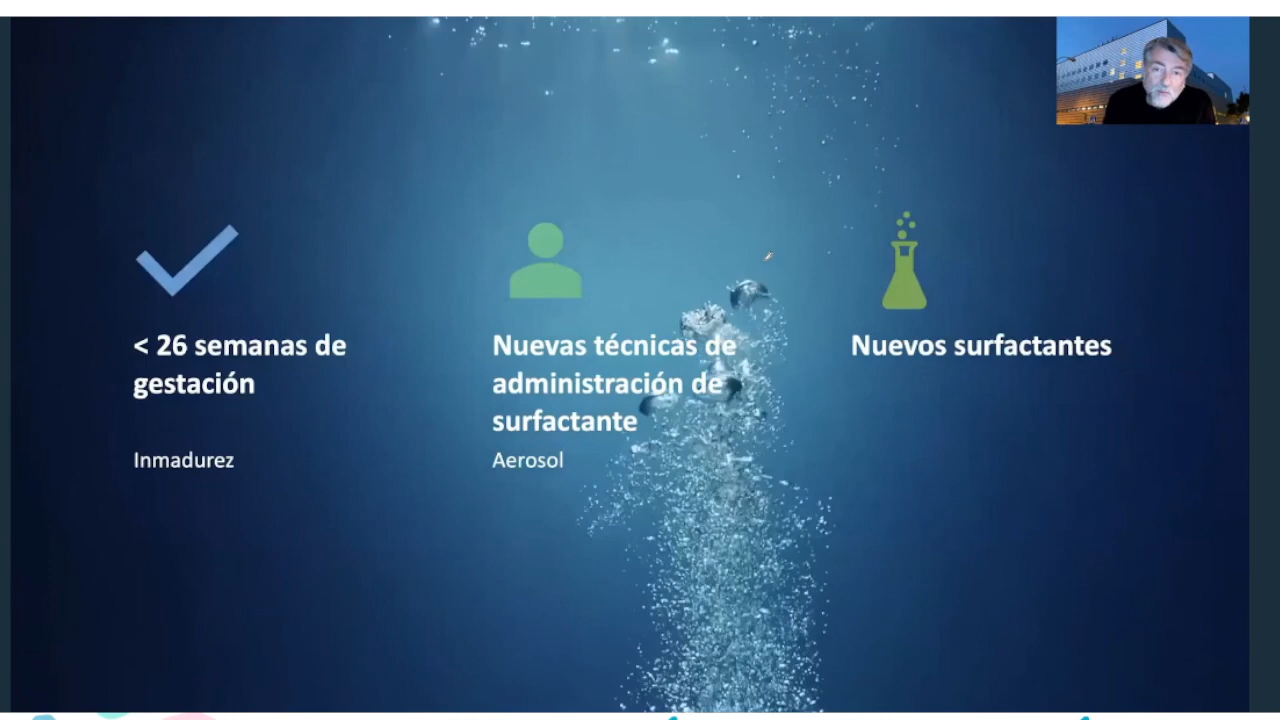 < 26 semanas de
gestación
Inmadurez
Nuevas técnicas de
administración de
surfactante
Aerosol
Nuevos surfactantes